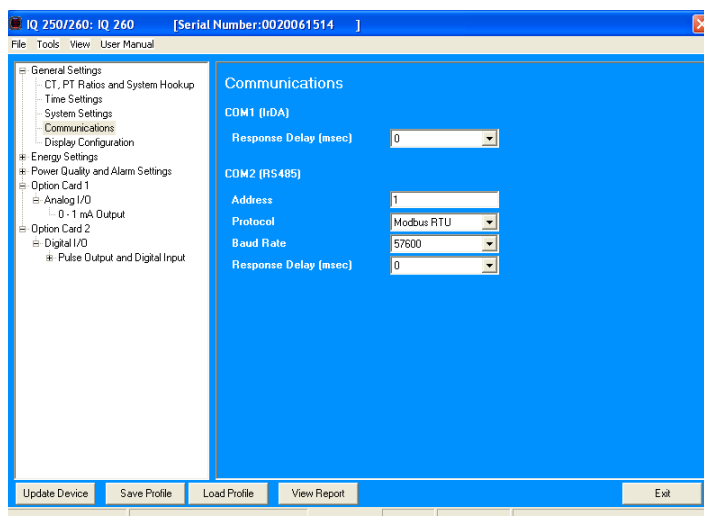 IQ 250/260: IQ 260 [Serial Number:0020061514 ]
File Tools View User Manual
General Settings
CT, PT Ratios and System Hookup
Time Settings
System Settings
Communications
Display Configuration
Energy Settings
Power Quality and Alarm Settings
Option Card 1
Analog I/O
0 - 1 mA Output
Option Card 2
Digital I/O
Pulse Output and Digital Input
Communications
COM1 (IrDA)
Response Delay (msec) 0
COM2 (RS485)
Address 1
Protocol Modbus RTU
Baud Rate 57600
Response Delay (msec) 0
Update Device Save Profile Load Profile View Report Exit